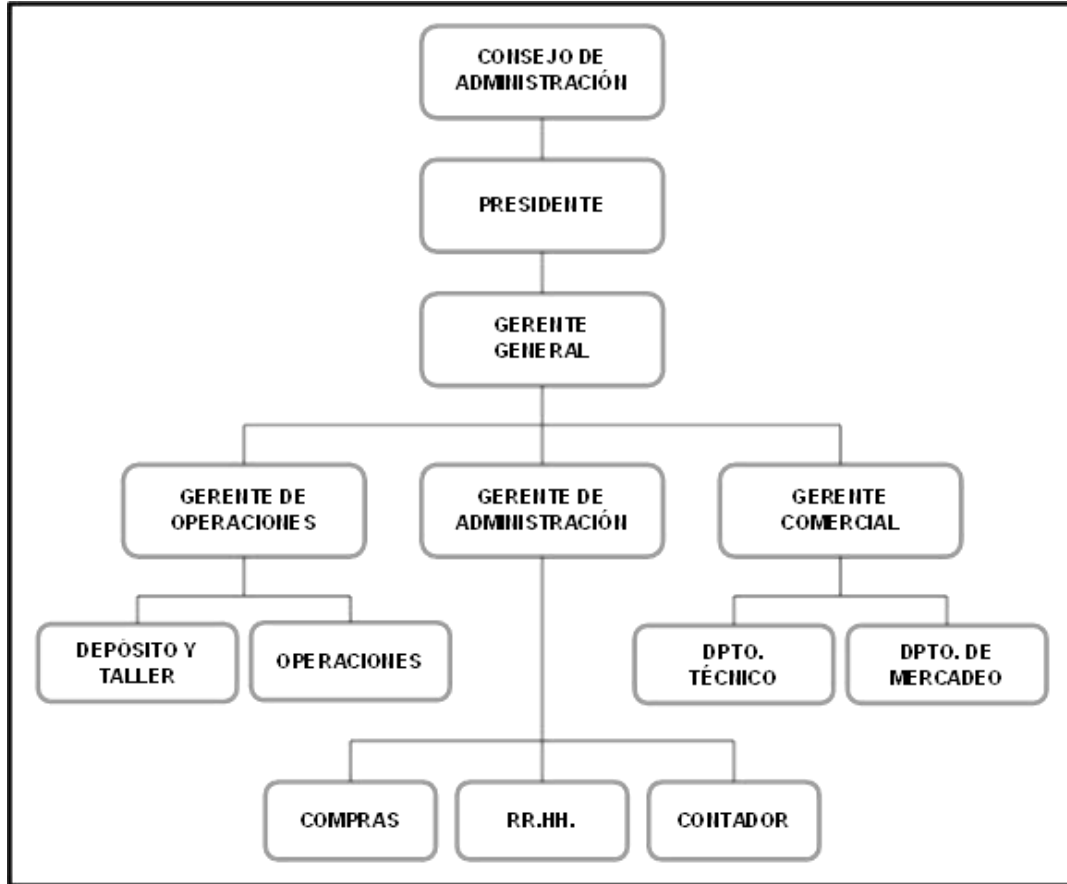 CONSEJO DE
ADMINISTRACIÓN
PRESIDENTE
GERENTE
GENERAL
GERENTE DE
OPERACIONES
GERENTE DE
ADMINISTRACIÓN
GERENTE
COMERCIAL
DEPÓSITO Y
TALLER
OPERACIONES
DPTO.
TÉCNICO
DPTO. DE
MERCADEO
COMPRAS
RR.HH.
CONTADOR